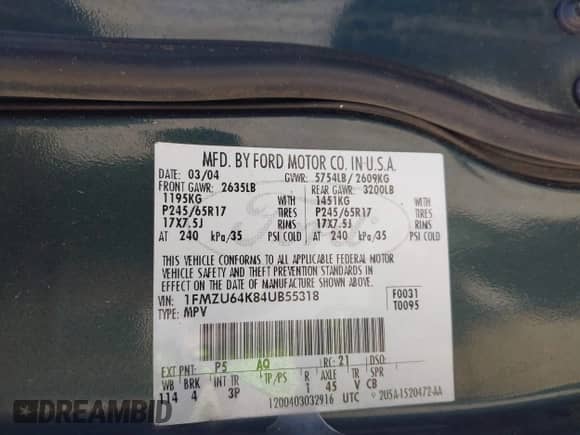 MFD. BY FORD MOTOR CO. IN U.S.A.
DATE: 03/04 GVWR: 5754LB/ 2609KG
FRONT GAWR: 2635LB REAR GAWR: 3200LB
1195KG WITH 1451KG WITH
P245/65R17 TIRES P245/65R17 TIRES
17X7.5J RIMS 17X7.5J RIMS
AT 240 kPa/35 PSI COLD AT 240 kPa/35 PSI COLD
THIS VEHICLE CONFORMS TO ALL APPLICABLE FEDERAL MOTOR
VEHICLE SAFETY AND THEFT PREVENTION STANDARDS IN
EFFECT ON THE DATE OF MANUFACTURE SHOWN ABOVE.
VIN: 1FMZU64K84UB55318 F0031
TYPE: MPV T0095
EXT PNT: P5 AQ RC: 21 DSO:
WB BRK INT TR TP/PS R AXLE TR SPR
114 4 3P 1 45 V CB
1200403032916 UTC 2U5A-1520472-AA
DREAMBID